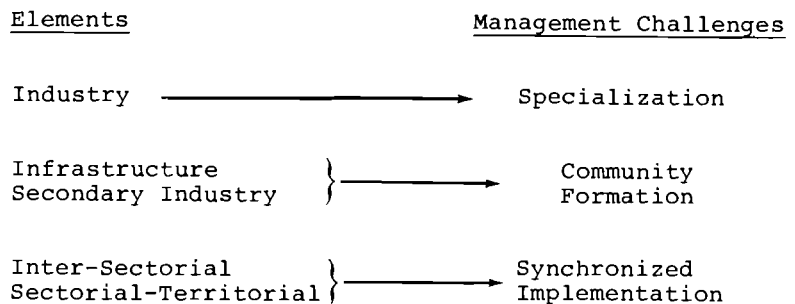 Elements Management Challenges
Industry Specialization
Infrastructure Community
Secondary Industry Formation
Inter-Sectorial Synchronized
Sectorial-Territorial Implementation